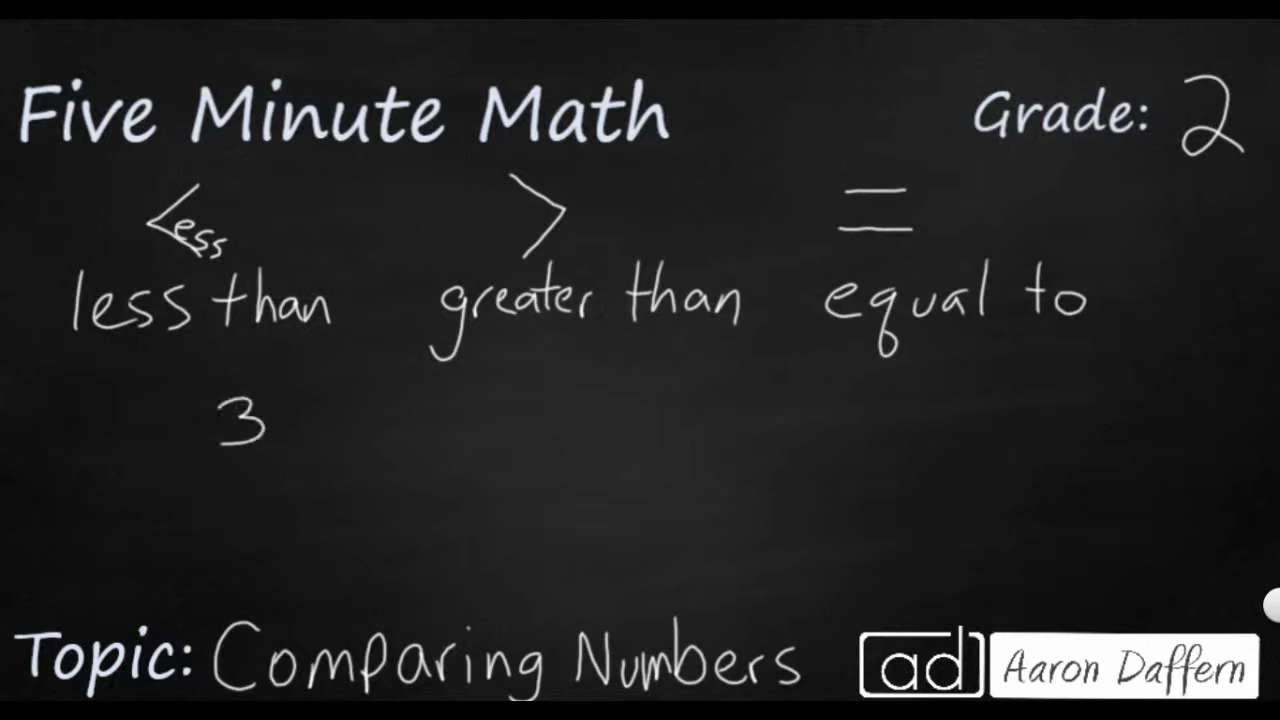 Five Minute Math Grade: 2
< > =
ess
less than greater than equal to
3
Topic: Comparing Numbers ad Aaron Daffern